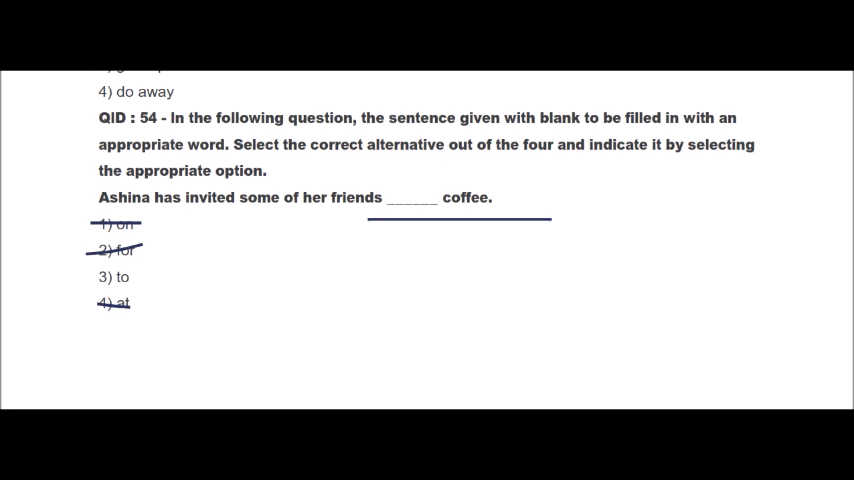 4) do away
QID : 54 - In the following question, the sentence given with blank to be filled in with an
appropriate word. Select the correct alternative out of the four and indicate it by selecting
the appropriate option.
Ashina has invited some of her friends ______ coffee.
1) on
2) for
3) to
4) at